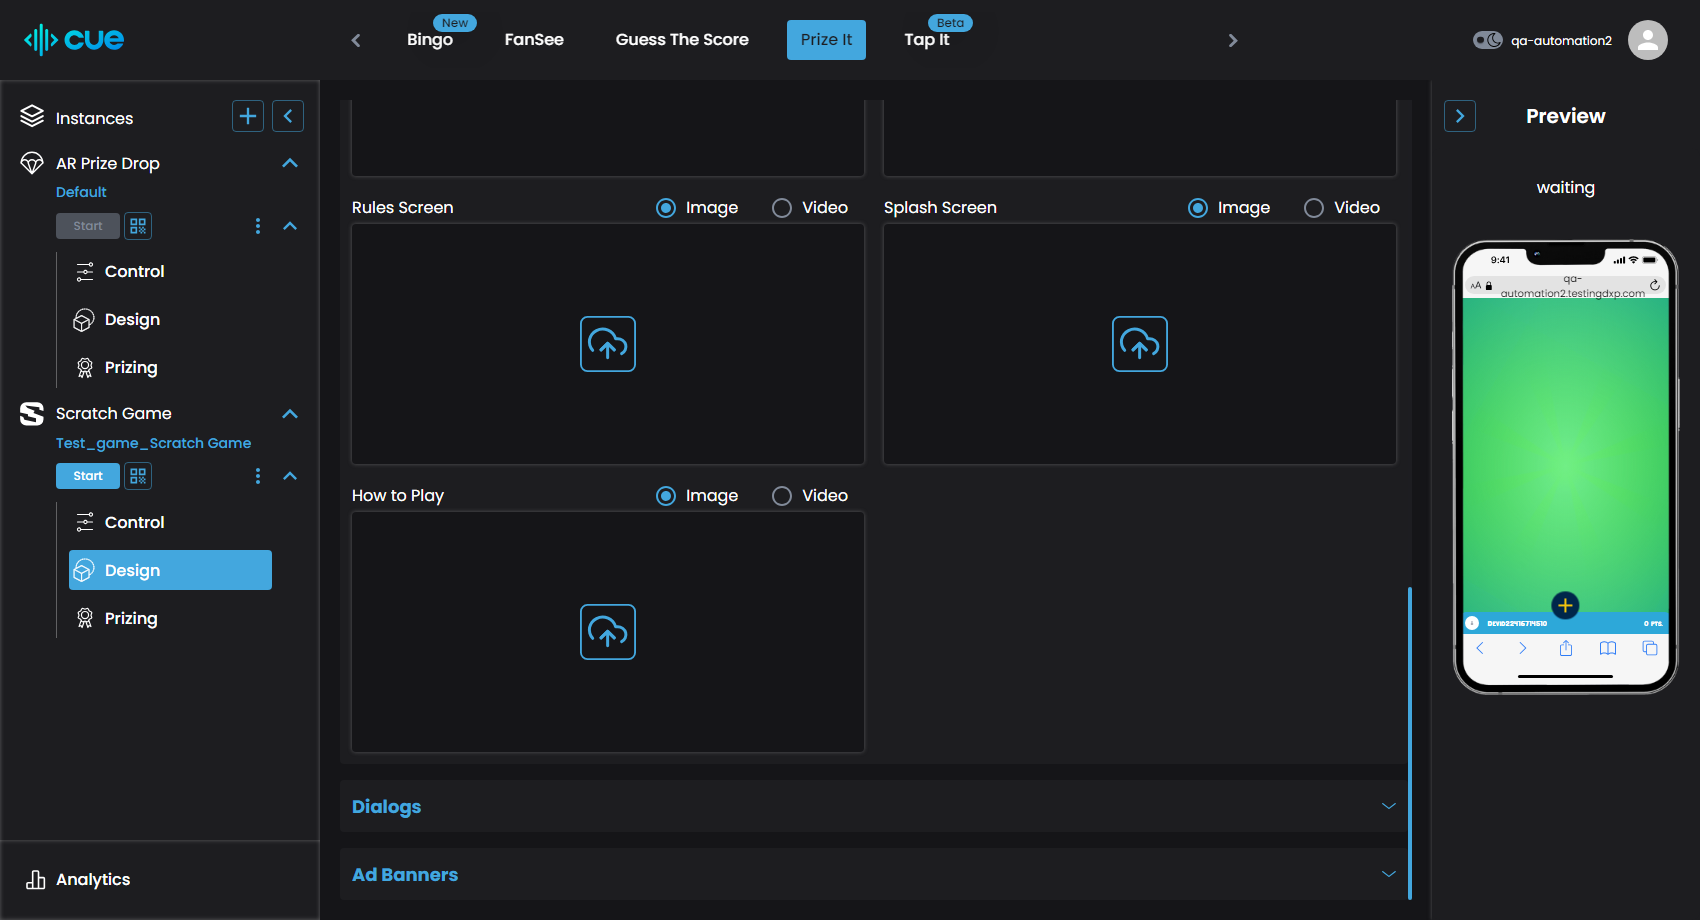 cue
New
Bingo
FanSee
Guess The Score
Prize It
Beta
Tap It
qa-automation2
Instances
AR Prize Drop
Default
Start
Control
Design
Prizing
Scratch Game
Test_game_Scratch Game
Start
Control
Design
Prizing
Analytics
Rules Screen
Image
Video
Splash Screen
Image
Video
How to Play
Image
Video
Dialogs
Ad Banners
Preview
waiting
9:41
AA
qa-
automation2.testingdxp.com
0 PTS.